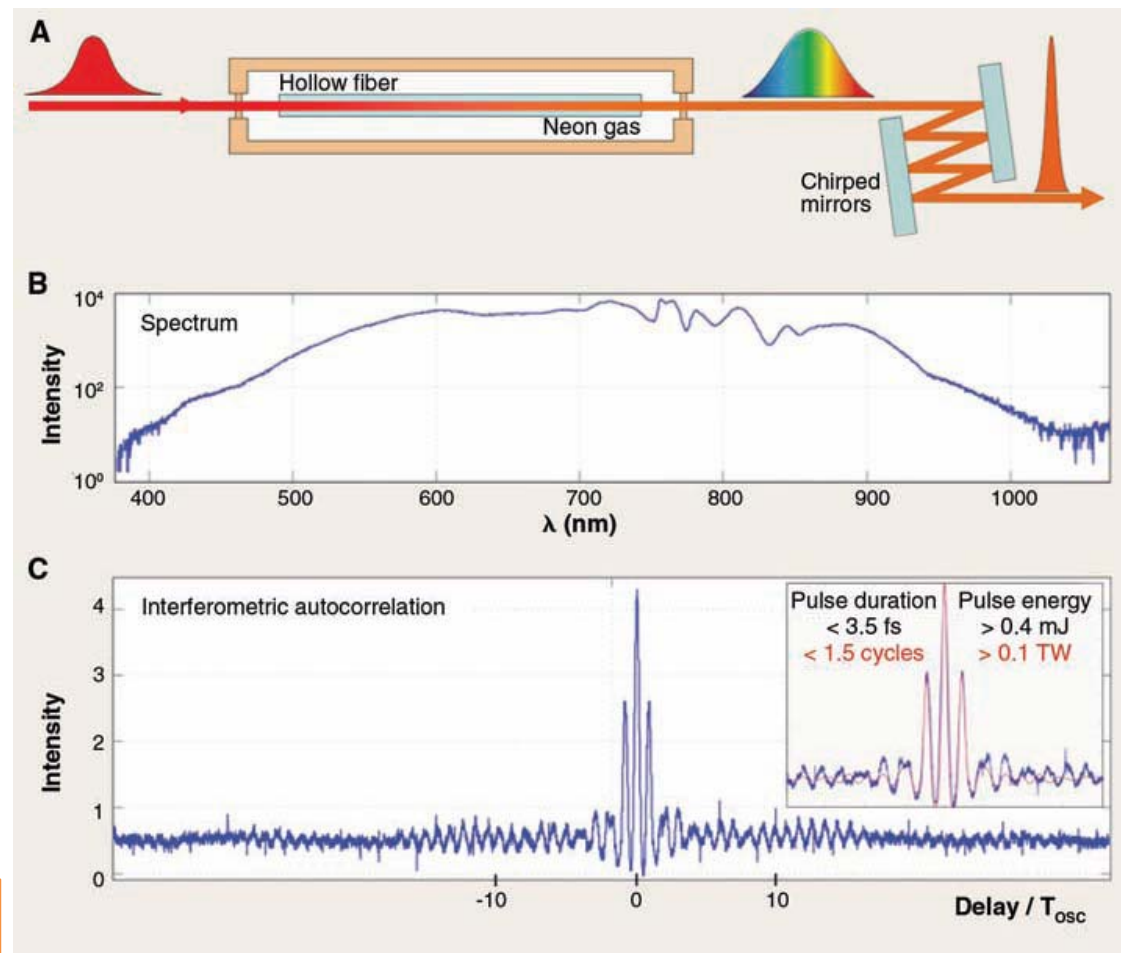 A
Hollow fiber
Neon gas
Chirped
mirrors
B
Spectrum
Intensity
10⁴
10²
10⁰
400 500 600 700 800 900 1000
λ (nm)
C
Interferometric autocorrelation
Intensity
4
3
2
1
0
Pulse duration Pulse energy
< 3.5 fs > 0.4 mJ
< 1.5 cycles > 0.1 TW
-10 0 10
Delay / Tosc